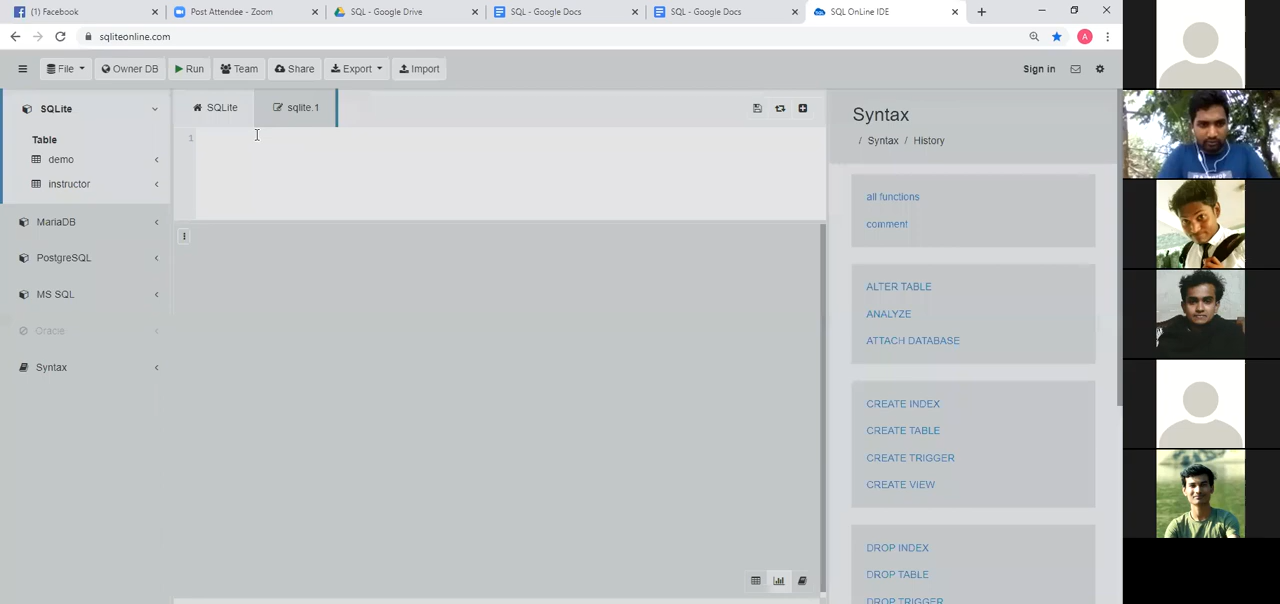 (1) Facebook
Post Attendee - Zoom
SQL - Google Drive
SQL - Google Docs
SQL - Google Docs
SQL OnLine IDE
sqliteonline.com
A
File
Owner DB
Run
Team
Share
Export
Import
Sign in
SQLite
Table
demo
instructor
MariaDB
PostgreSQL
MS SQL
Oracle
Syntax
SQLite
sqlite.1
1
Syntax
/ Syntax / History
all functions
comment
ALTER TABLE
ANALYZE
ATTACH DATABASE
CREATE INDEX
CREATE TABLE
CREATE TRIGGER
CREATE VIEW
DROP INDEX
DROP TABLE
DROP TRIGGER